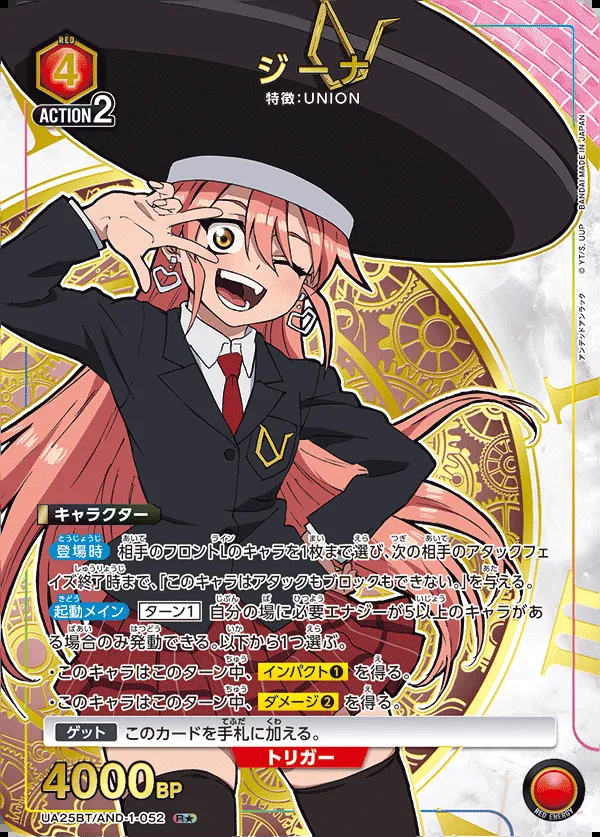 RED
4
ACTION 2
ジーナ
特徴：UNION
© YT/S, UUP BANDAI MADE IN JAPAN
アンデッドアンラック
キャラクター
登場時 相手のフロントLのキャラを1枚まで選び、次の相手のアタックフェ
イズ終了時まで、「このキャラはアタックもブロックもできない。」を与える。
起動メイン ターン1 自分の場に必要エナジーが5以上のキャラがあ
る場合のみ発動できる。以下から1つ選ぶ。
・このキャラはこのターン中、インパクト❶ を得る。
・このキャラはこのターン中、ダメージ❷ を得る。
ゲット このカードを手札に加える。
トリガー
4000BP
UA25BT/AND-1-052 R★
RED ENERGY